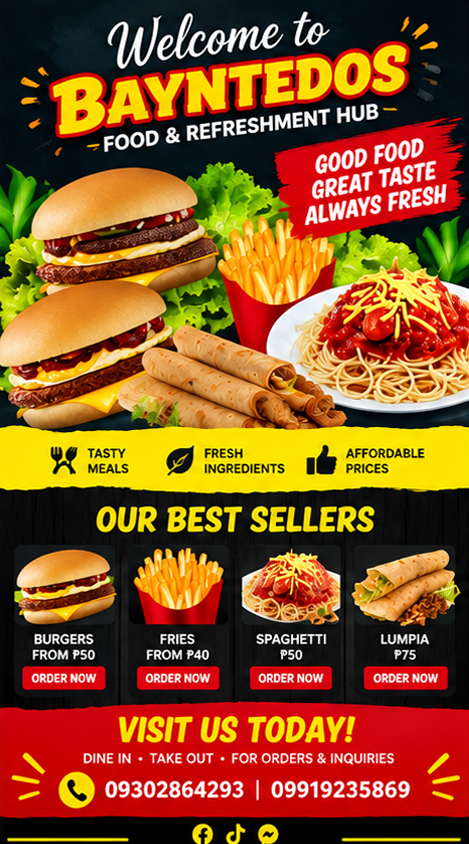 Welcome to
BAYNTEDOS
FOOD & REFRESHMENT HUB
GOOD FOOD
GREAT TASTE
ALWAYS FRESH
TASTY
MEALS
FRESH
INGREDIENTS
AFFORDABLE
PRICES
OUR BEST SELLERS
BURGERS
FROM ₱50
ORDER NOW
FRIES
FROM ₱40
ORDER NOW
SPAGHETTI
₱50
ORDER NOW
LUMPIA
₱75
ORDER NOW
VISIT US TODAY!
DINE IN • TAKE OUT • FOR ORDERS & INQUIRIES
09302864293 | 09919235869